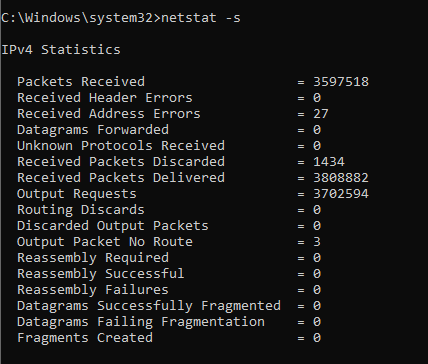 C:\Windows\system32>netstat -s
IPv4 Statistics
Packets Received = 3597518
Received Header Errors = 0
Received Address Errors = 27
Datagrams Forwarded = 0
Unknown Protocols Received = 0
Received Packets Discarded = 1434
Received Packets Delivered = 3808882
Output Requests = 3702594
Routing Discards = 0
Discarded Output Packets = 0
Output Packet No Route = 3
Reassembly Required = 0
Reassembly Successful = 0
Reassembly Failures = 0
Datagrams Successfully Fragmented = 0
Datagrams Failing Fragmentation = 0
Fragments Created = 0